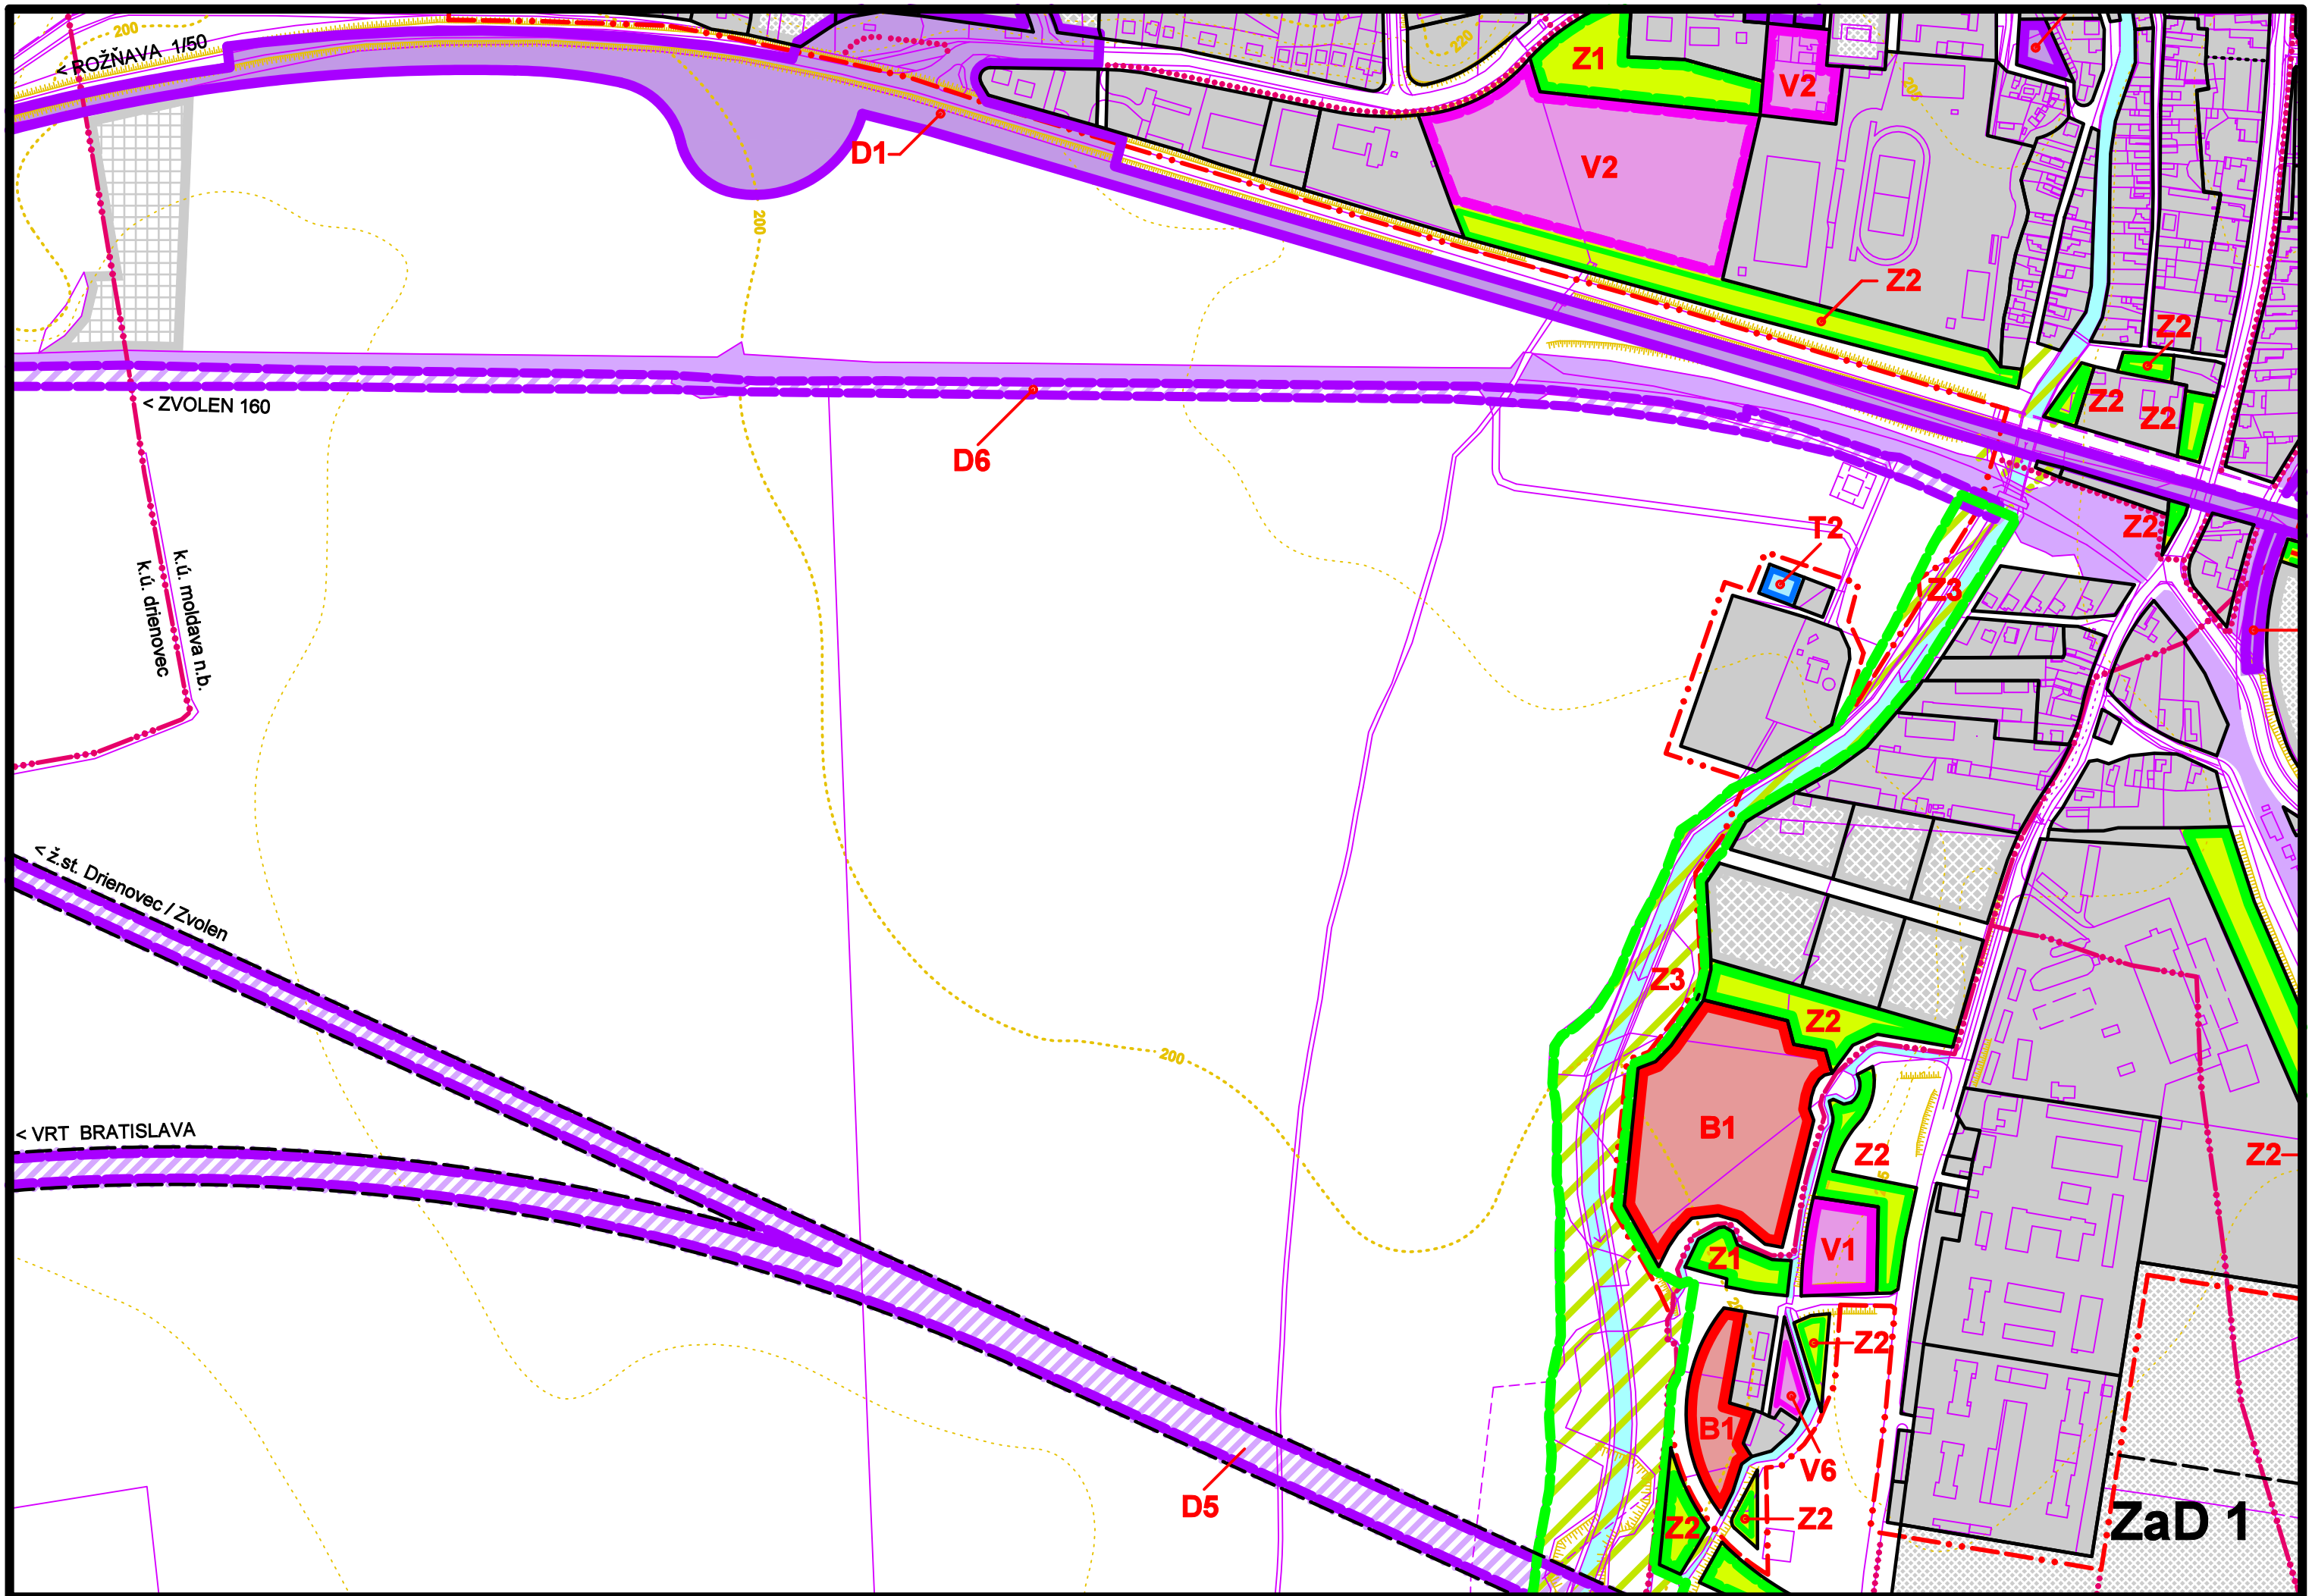 200
< ROŽŇAVA 1/50
220
Z1
V2
200
D1
V2
Z2
200
Z2
Z2
Z2
< ZVOLEN 160
D6
Z2
T2
Z3
k.ú. moldava n.b.
k.ú. drienovec
< ž.st. Drienovec / Zvolen
Z3
Z2
200
B1
< VRT BRATISLAVA
Z2
Z2
V1
Z1
Z2
B1
V6
D5
Z2
Z2
ZaD 1